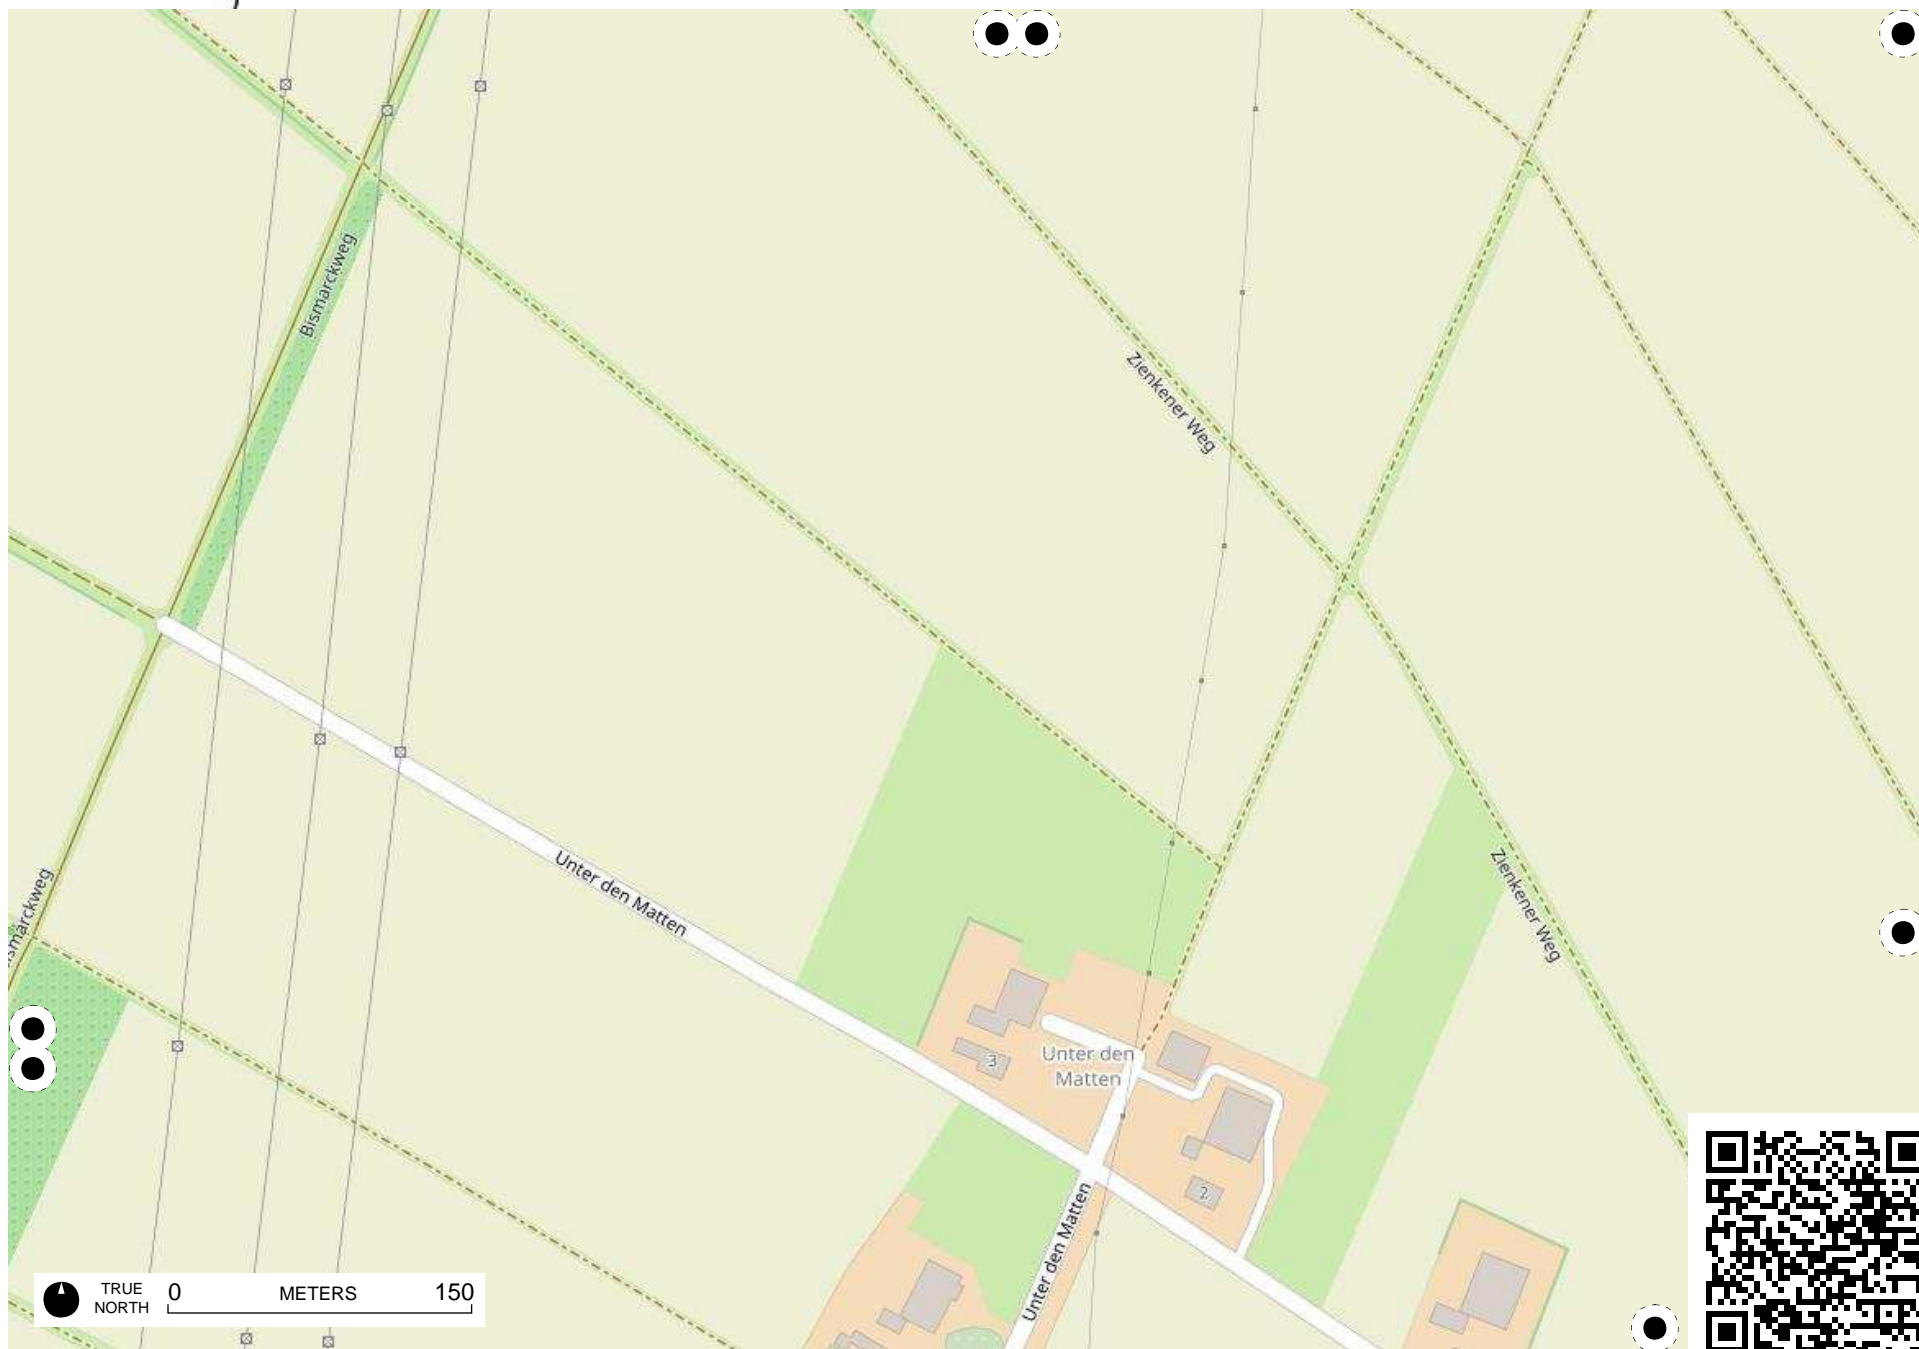 Bismarckweg
Zienkener Weg
Unter den Matten
Zienkener Weg
smarckweg
3
Unter den
Matten
2
Unter den Matten
TRUE
NORTH
0
METERS
150